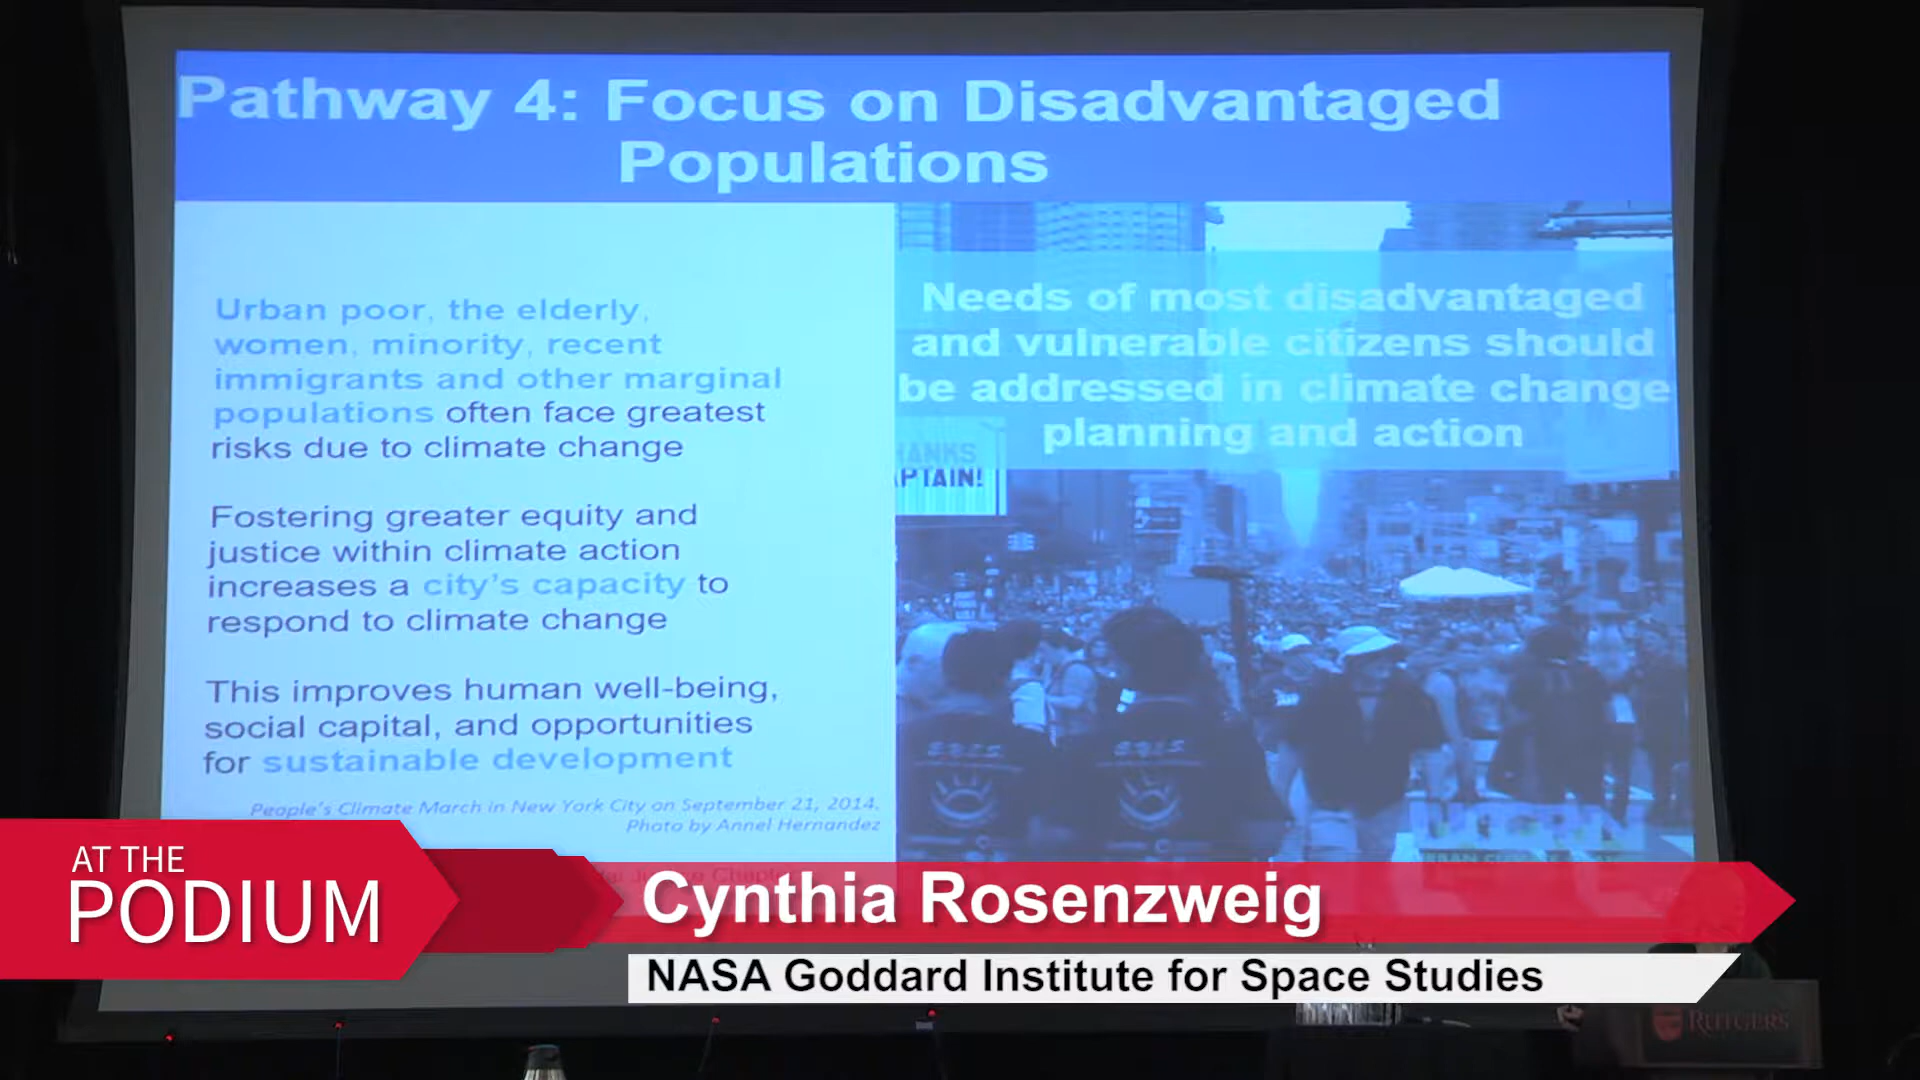 Pathway 4: Focus on Disadvantaged
Populations
Urban poor, the elderly,
women, minority, recent
immigrants and other marginal
populations often face greatest
risks due to climate change
Fostering greater equity and
justice within climate action
increases a city's capacity to
respond to climate change
This improves human well-being,
social capital, and opportunities
for sustainable development
People's Climate March in New York City on September 21, 2014.
Photo by Annel Hernandez
Needs of most disadvantaged
and vulnerable citizens should
be addressed in climate change
planning and action
HANKS
PTAIN!
AT THE
PODIUM
Cynthia Rosenzweig
NASA Goddard Institute for Space Studies
RUTGERS